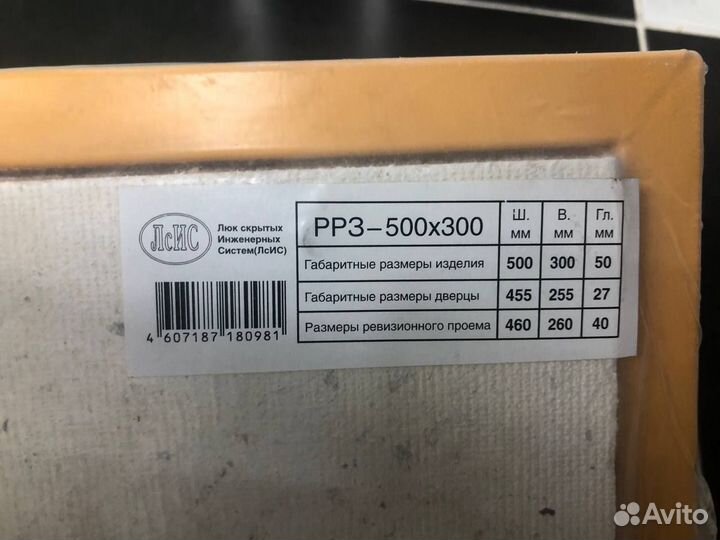 ЛсИС
Люк скрытых
Инженерных
Систем(ЛсИС)
4 607187 180981
РРЗ-500х300 Ш. мм В. мм Гл. мм
Габаритные размеры изделия 500 300 50
Габаритные размеры дверцы 455 255 27
Размеры ревизионного проема 460 260 40
Avito